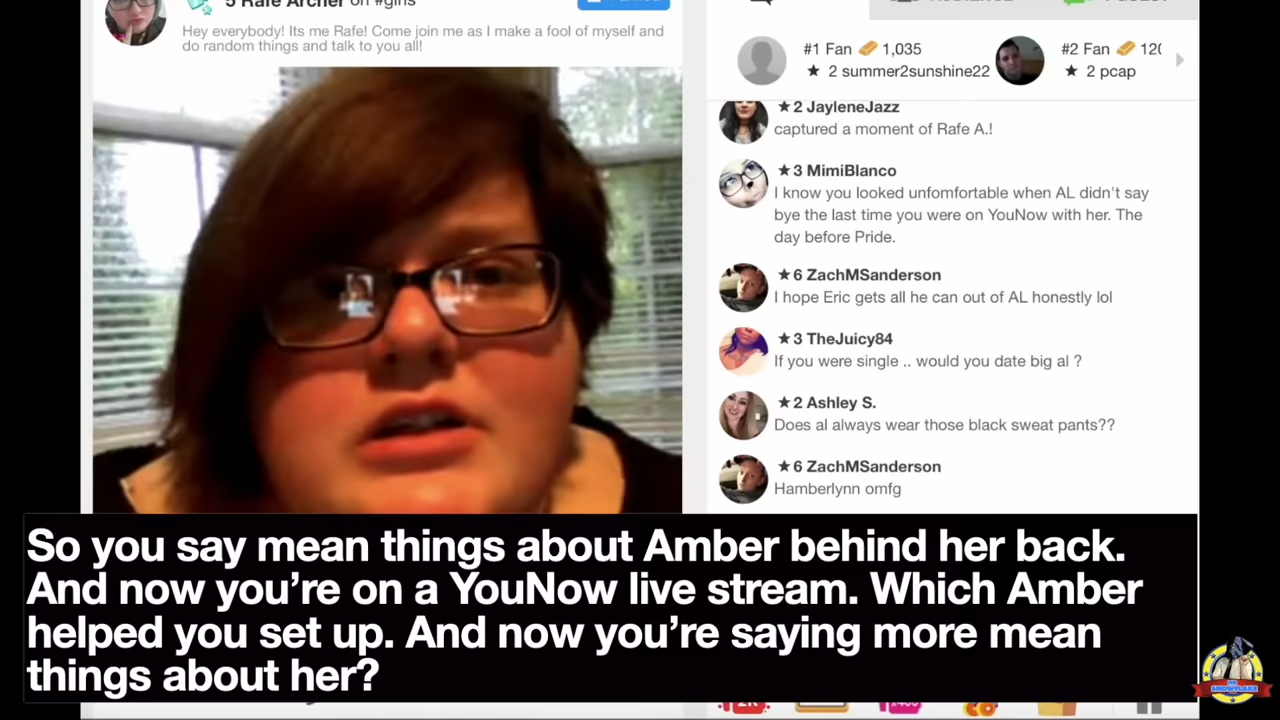 5 Rafe Archer on #girls
Hey everybody! Its me Rafe! Come join me as I make a fool of myself and
do random things and talk to you all!
#1 Fan 1,035
★ 2 summer2sunshine22
#2 Fan 120
★ 2 pcap
★2 JayleneJazz
captured a moment of Rafe A.!
★3 MimiBlanco
I know you looked unfomfortable when AL didn't say
bye the last time you were on YouNow with her. The
day before Pride.
★6 ZachMSanderson
I hope Eric gets all he can out of AL honestly lol
★3 TheJuicy84
If you were single .. would you date big al ?
★2 Ashley S.
Does al always wear those black sweat pants??
★6 ZachMSanderson
Hamberlynn omfg
So you say mean things about Amber behind her back.
And now you’re on a YouNow live stream. Which Amber
helped you set up. And now you’re saying more mean
things about her?